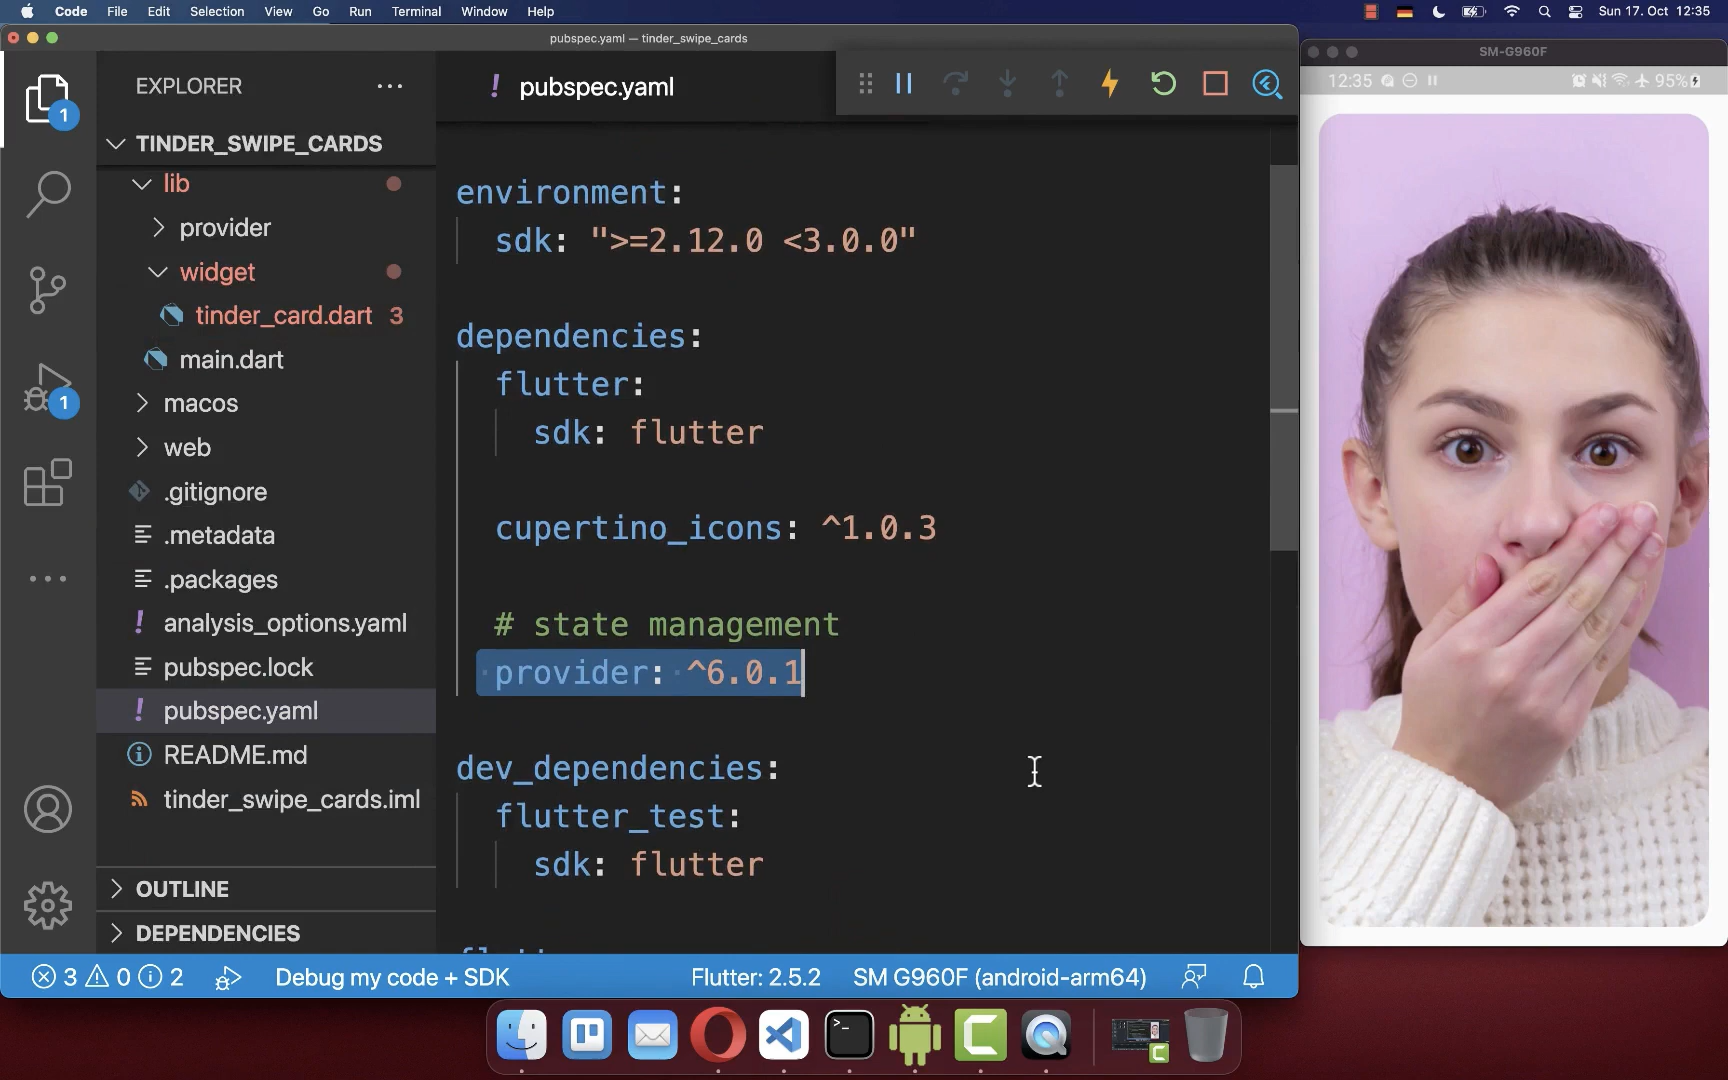 Code File Edit Selection View Go Run Terminal Window Help
Sun 17. Oct 12:35
pubspec.yaml — tinder_swipe_cards
SM-G960F
EXPLORER
! pubspec.yaml
12:35
95%
1
TINDER_SWIPE_CARDS
lib
provider
widget
tinder_card.dart 3
main.dart
1
macos
web
.gitignore
.metadata
.packages
! analysis_options.yaml
pubspec.lock
! pubspec.yaml
README.md
tinder_swipe_cards.iml
OUTLINE
DEPENDENCIES
environment:
sdk: ">=2.12.0 <3.0.0"
dependencies:
flutter:
sdk: flutter
cupertino_icons: ^1.0.3
# state management
provider: ^6.0.1
dev_dependencies:
flutter_test:
sdk: flutter
3 0 2 Debug my code + SDK
Flutter: 2.5.2 SM G960F (android-arm64)